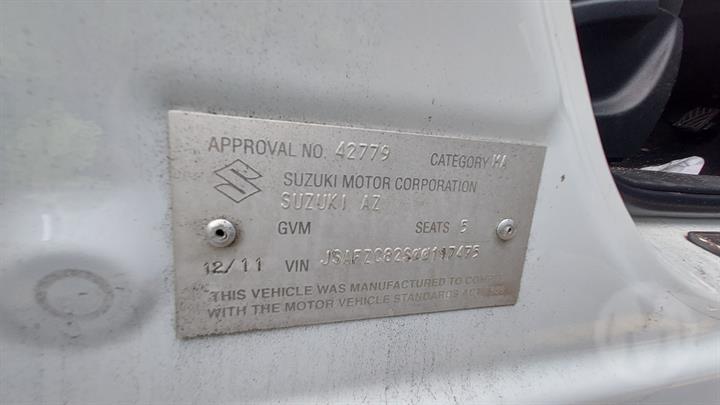 APPROVAL NO. 42779 CATEGORY MA
SUZUKI MOTOR CORPORATION
SUZUKI AZ
GVM SEATS 5
12/11 VIN
THIS VEHICLE WAS MANUFACTURED TO COMPLY
WITH THE MOTOR VEHICLE STANDARDS ACT